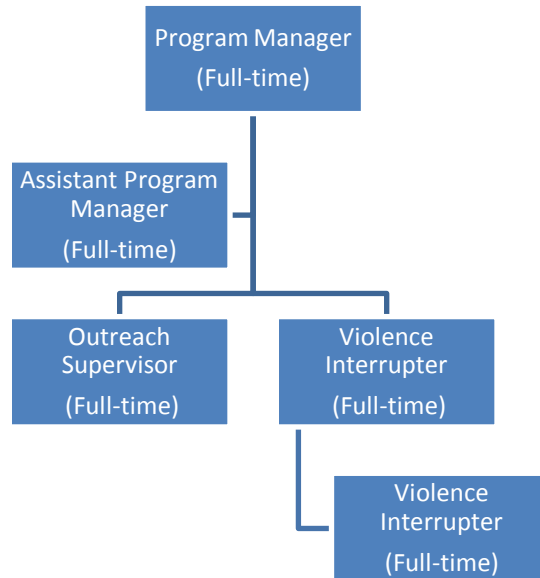 Program Manager
(Full-time)
Assistant Program
Manager
(Full-time)
Outreach
Supervisor
(Full-time)
Violence
Interrupter
(Full-time)
Violence
Interrupter
(Full-time)